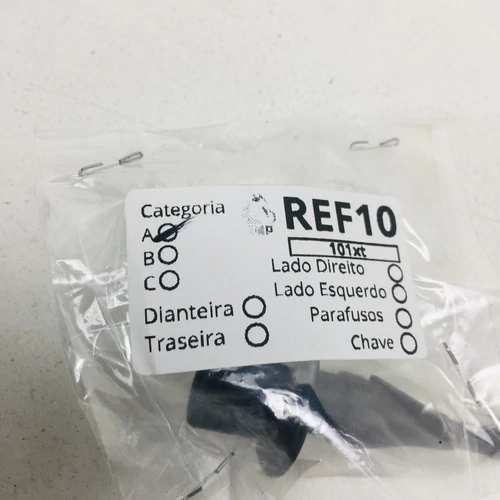 Categoria
A
B
C
Dianteira
Traseira
REF10
101xt
Lado Direito
Lado Esquerdo
Parafusos
Chave